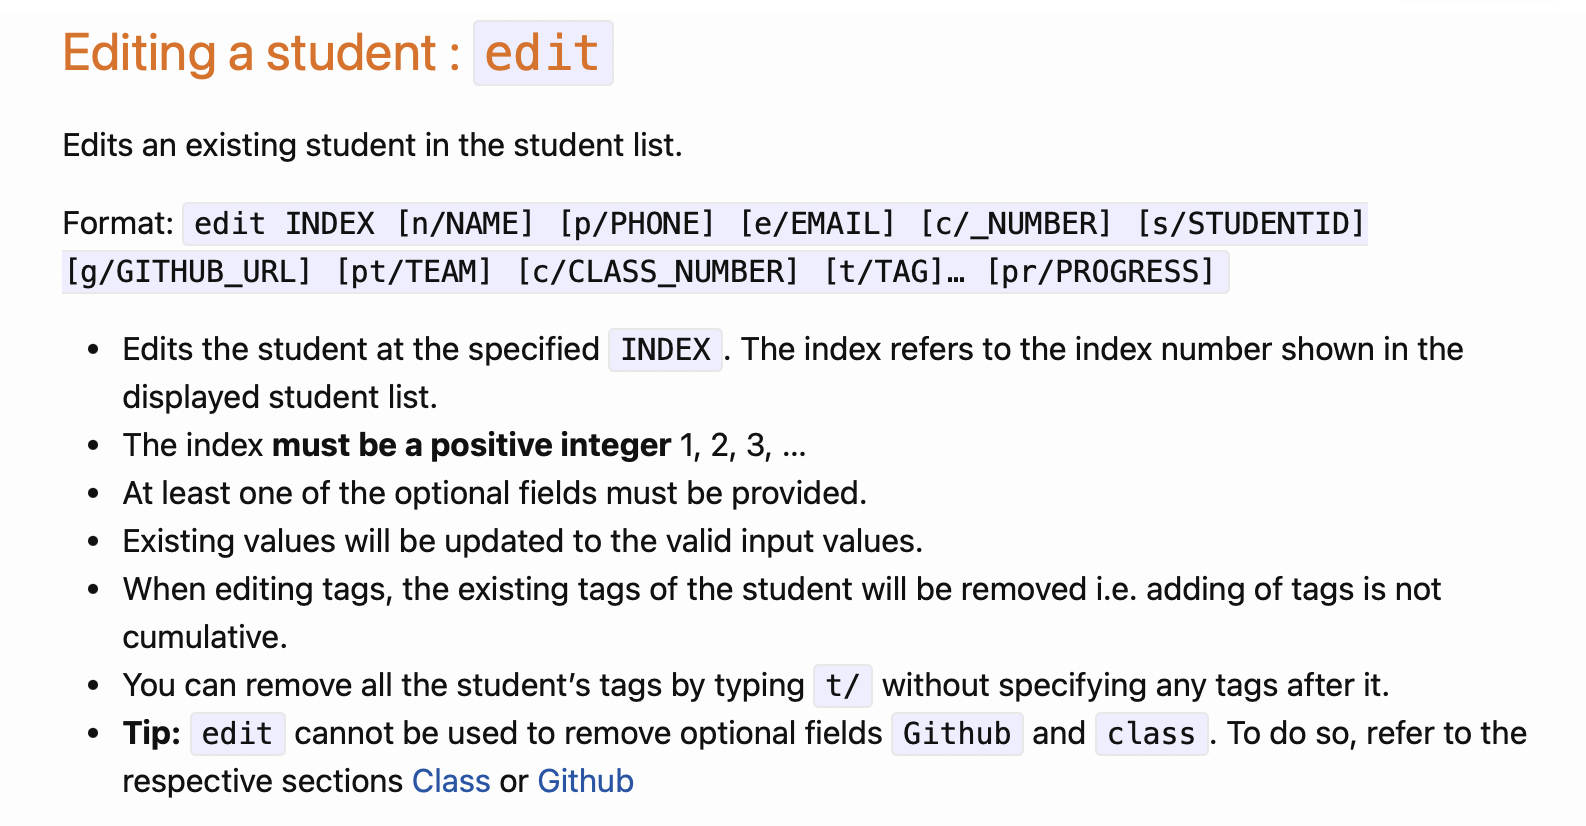 Editing a student : edit
Edits an existing student in the student list.
Format: edit INDEX [n/NAME] [p/PHONE] [e/EMAIL] [c/_NUMBER] [s/STUDENTID]
[g/GITHUB_URL] [pt/TEAM] [c/CLASS_NUMBER] [t/TAG]… [pr/PROGRESS]
• Edits the student at the specified INDEX. The index refers to the index number shown in the
displayed student list.
• The index must be a positive integer 1, 2, 3, …
• At least one of the optional fields must be provided.
• Existing values will be updated to the valid input values.
• When editing tags, the existing tags of the student will be removed i.e. adding of tags is not
cumulative.
• You can remove all the student’s tags by typing t/ without specifying any tags after it.
• Tip: edit cannot be used to remove optional fields Github and class. To do so, refer to the
respective sections Class or Github